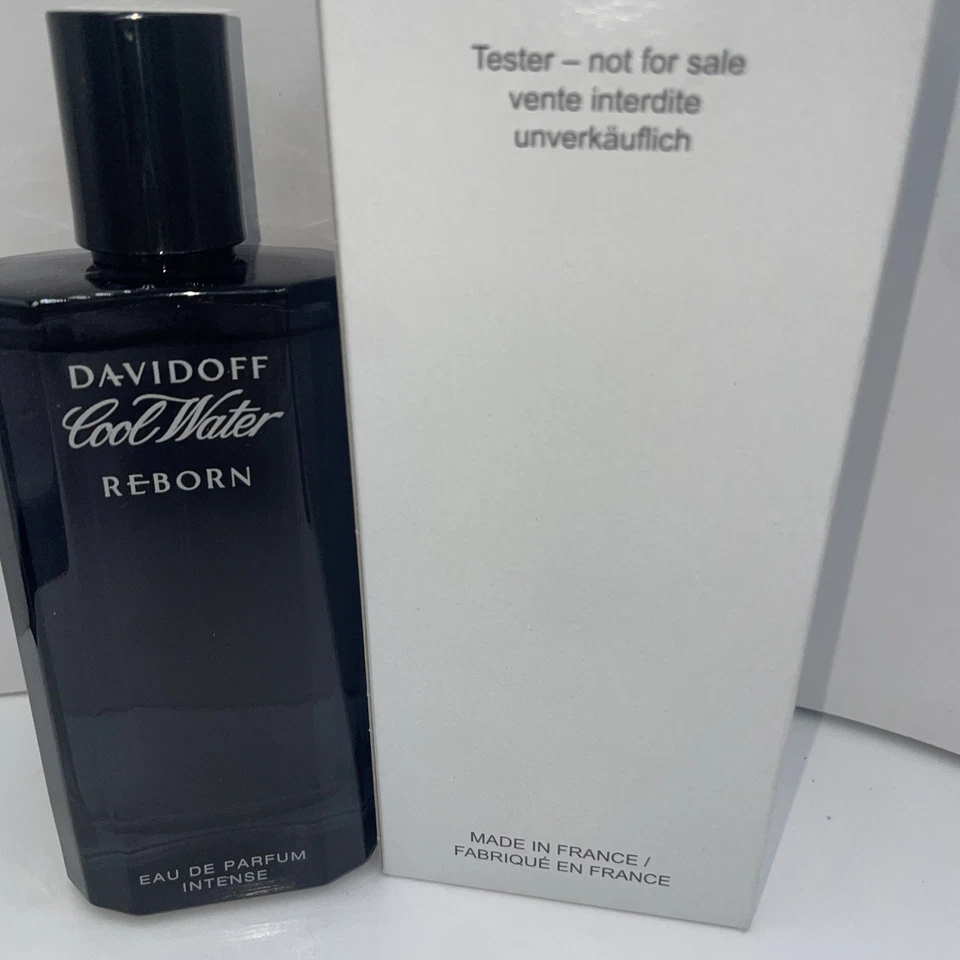 DAVIDOFF
Cool Water
REBORN
EAU DE PARFUM
INTENSE
Tester – not for sale
vente interdite
unverkäuflich
MADE IN FRANCE /
FABRIQUÉ EN FRANCE